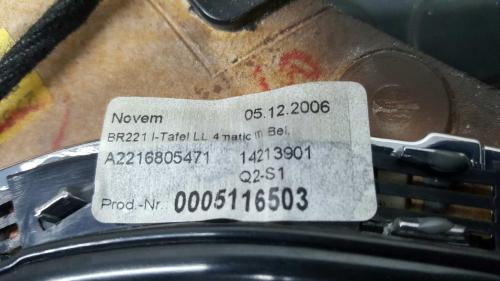 Novem 05.12.2006
BR221 I-Tafel LL 4matic m Bel.
A2216805471 14213901
Q2-S1
Prod.-Nr. 0005116503